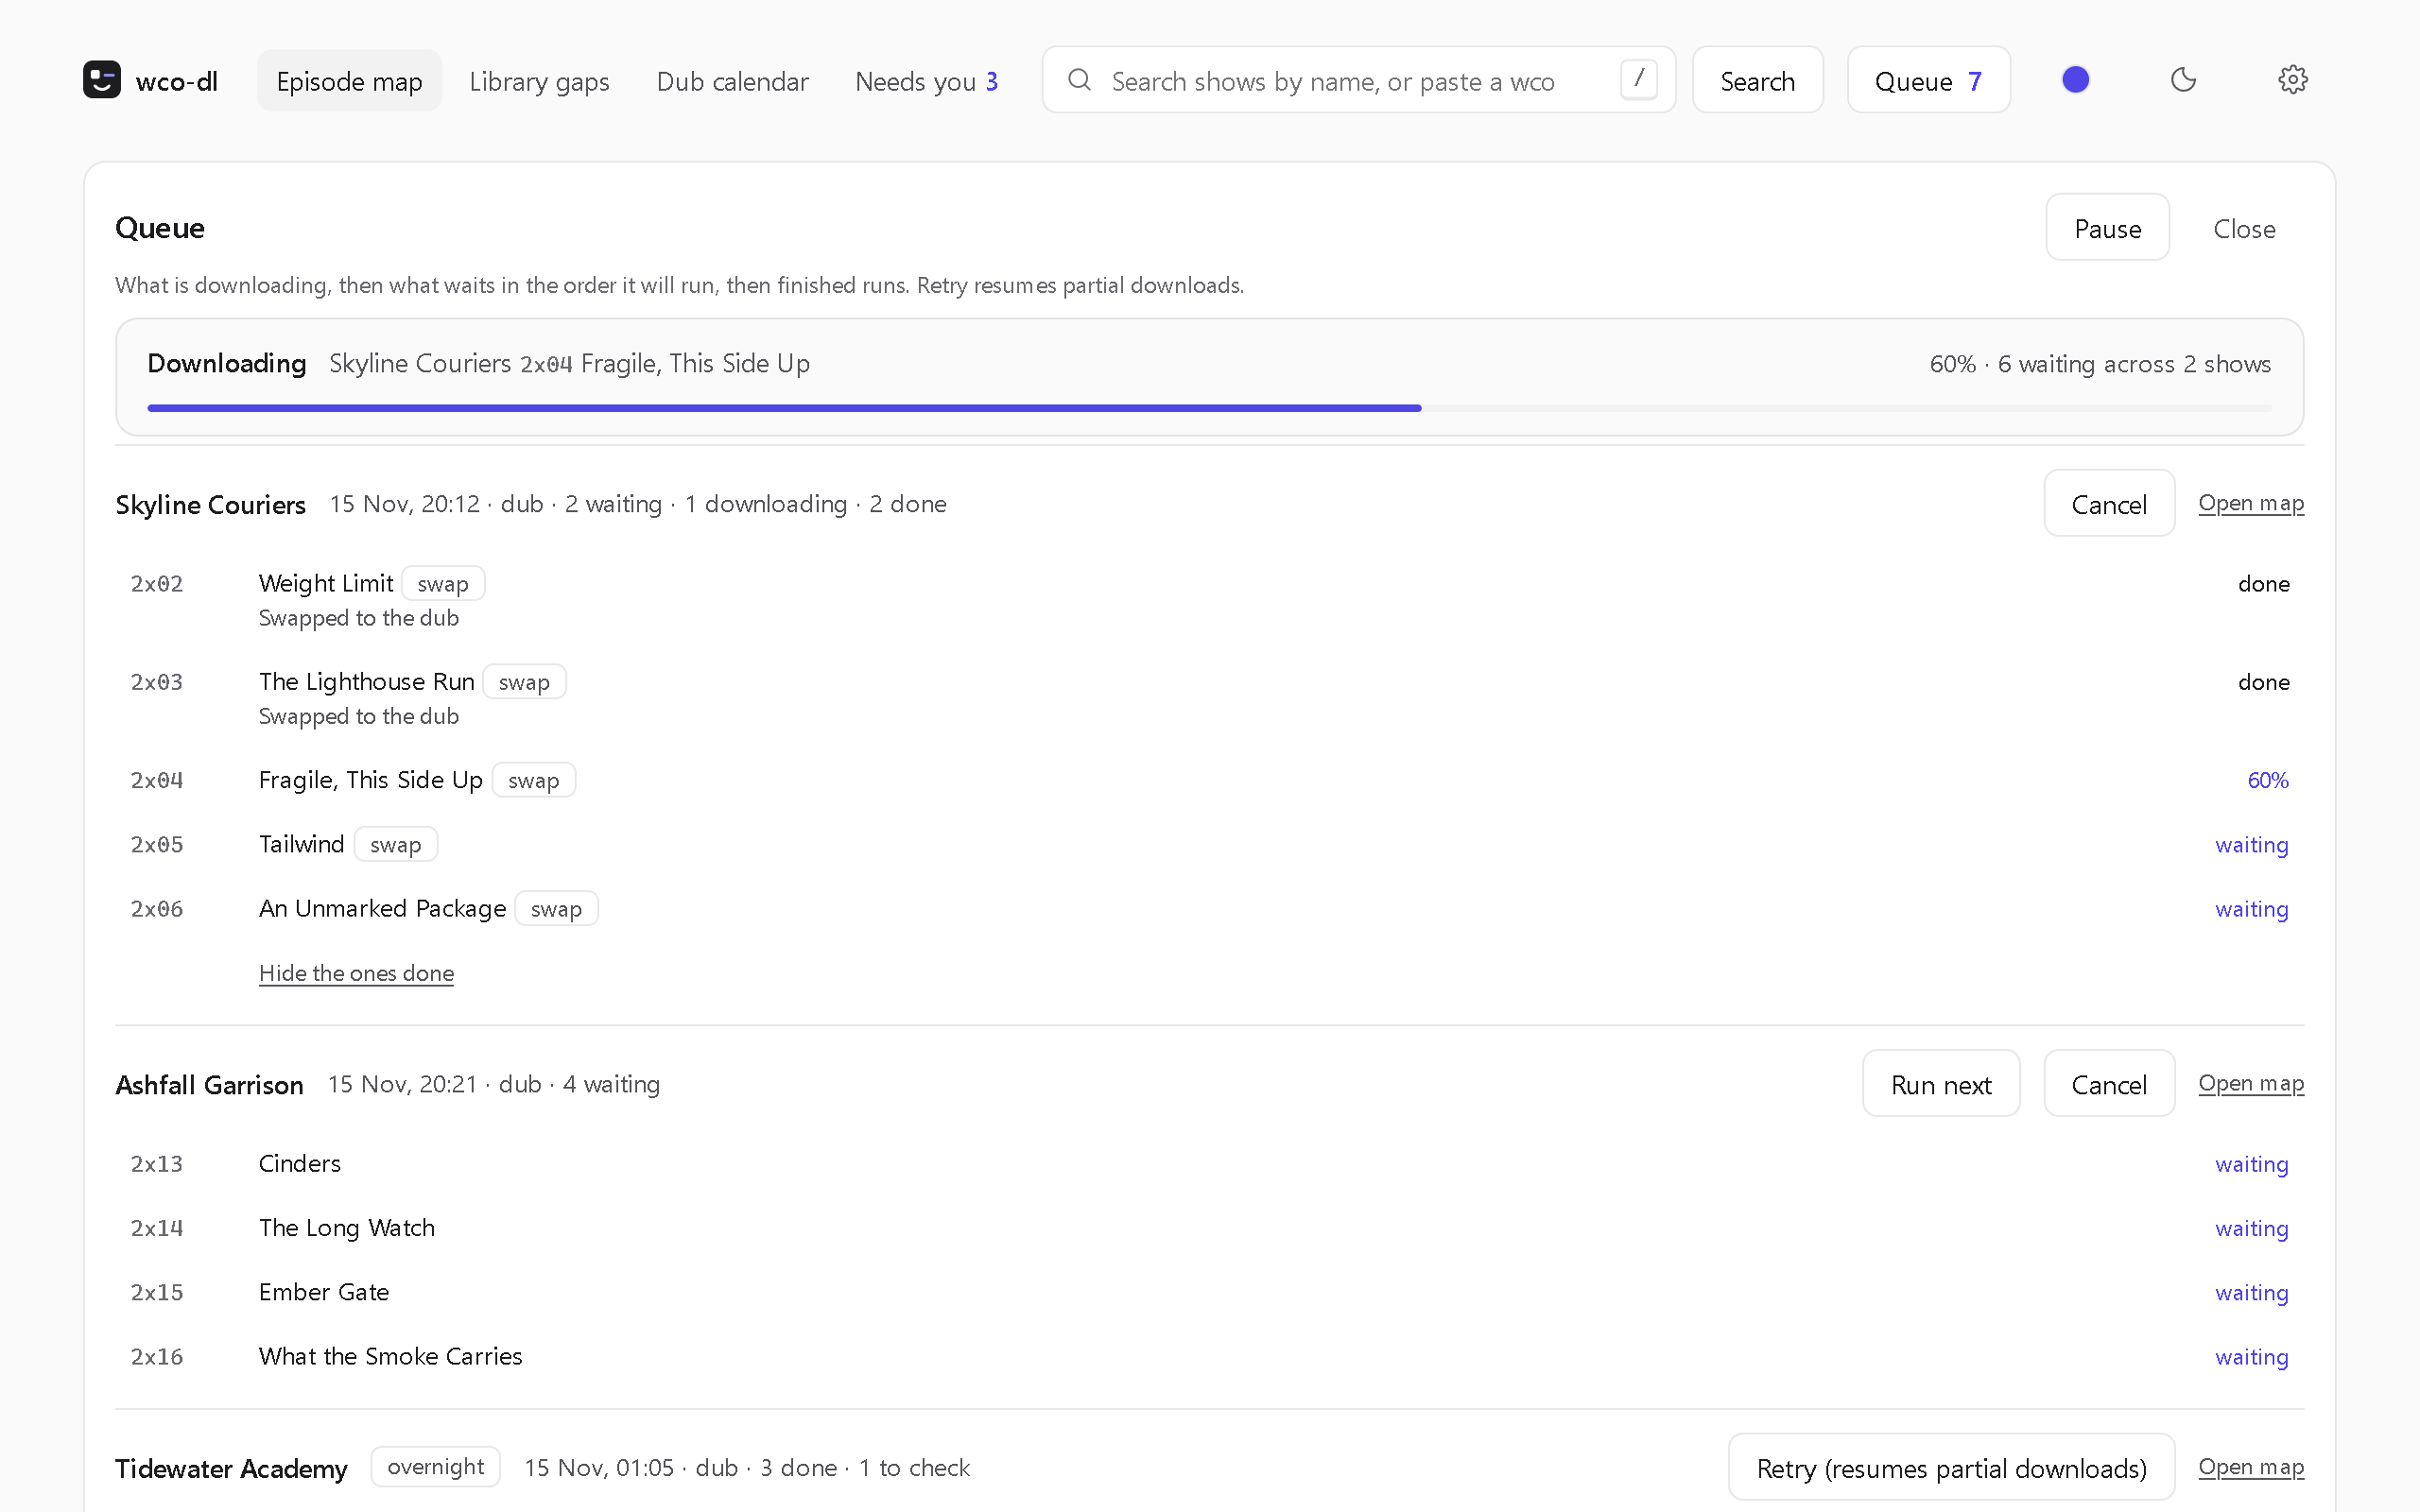 wco-dl Episode map Library gaps Dub calendar Needs you 3 Search shows by name, or paste a wco / Search Queue 7
Queue Pause Close
What is downloading, then what waits in the order it will run, then finished runs. Retry resumes partial downloads.
Downloading Skyline Couriers 2x04 Fragile, This Side Up 60% · 6 waiting across 2 shows
Skyline Couriers 15 Nov, 20:12 · dub · 2 waiting · 1 downloading · 2 done Cancel Open map
2x02 Weight Limit swap done
Swapped to the dub
2x03 The Lighthouse Run swap done
Swapped to the dub
2x04 Fragile, This Side Up swap 60%
2x05 Tailwind swap waiting
2x06 An Unmarked Package swap waiting
Hide the ones done
Ashfall Garrison 15 Nov, 20:21 · dub · 4 waiting Run next Cancel Open map
2x13 Cinders waiting
2x14 The Long Watch waiting
2x15 Ember Gate waiting
2x16 What the Smoke Carries waiting
Tidewater Academy overnight 15 Nov, 01:05 · dub · 3 done · 1 to check Retry (resumes partial downloads) Open map